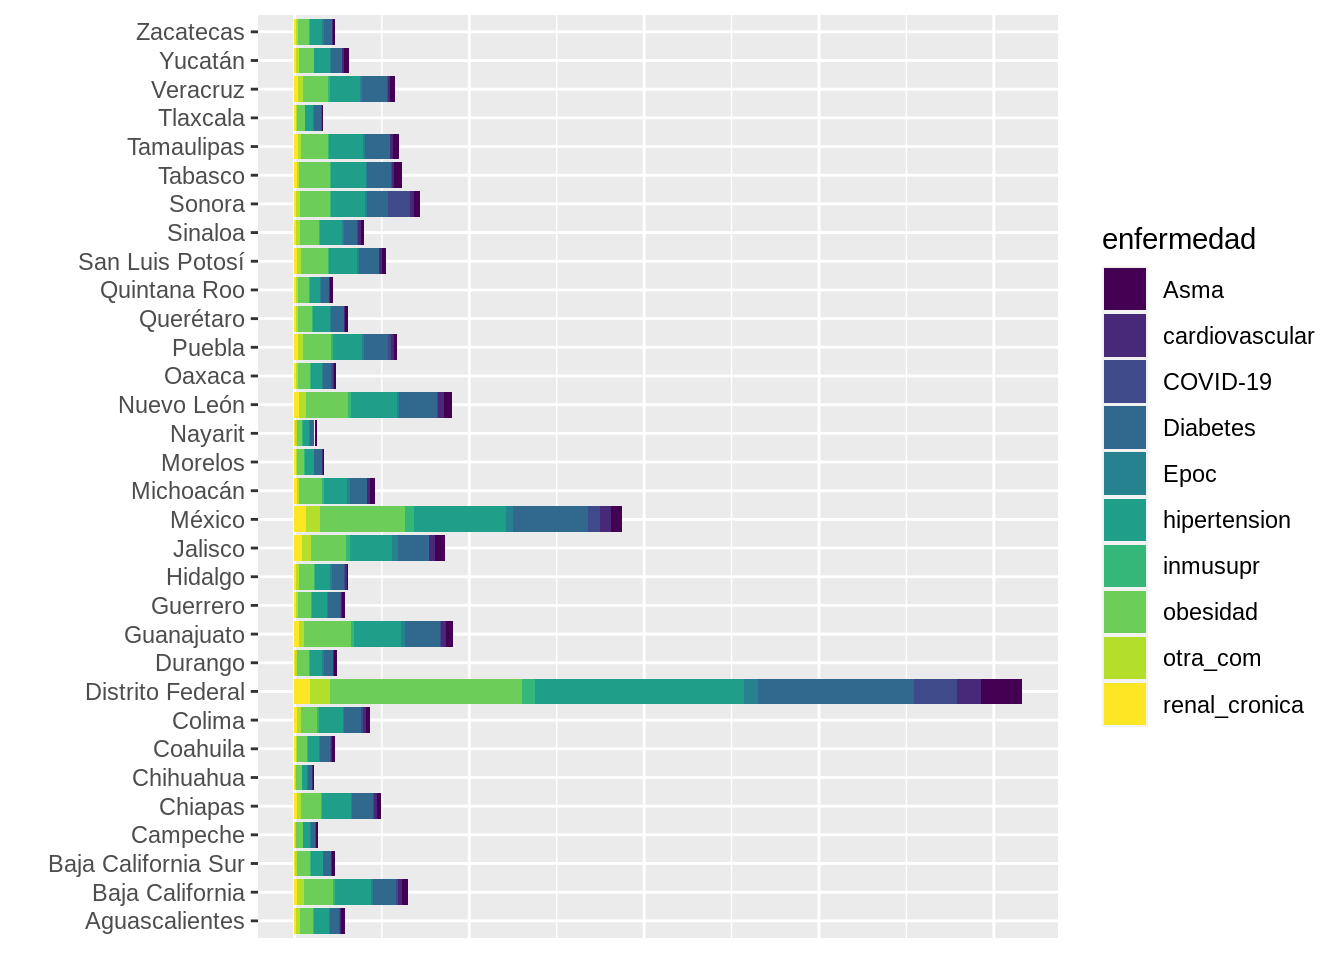 Zacatecas
Yucatán
Veracruz
Tlaxcala
Tamaulipas
Tabasco
Sonora
Sinaloa
San Luis Potosí
Quintana Roo
Querétaro
Puebla
Oaxaca
Nuevo León
Nayarit
Morelos
Michoacán
México
Jalisco
Hidalgo
Guerrero
Guanajuato
Durango
Distrito Federal
Colima
Coahuila
Chihuahua
Chiapas
Campeche
Baja California Sur
Baja California
Aguascalientes
enfermedad
Asma
cardiovascular
COVID-19
Diabetes
Epoc
hipertension
inmusupr
obesidad
otra_com
renal_cronica